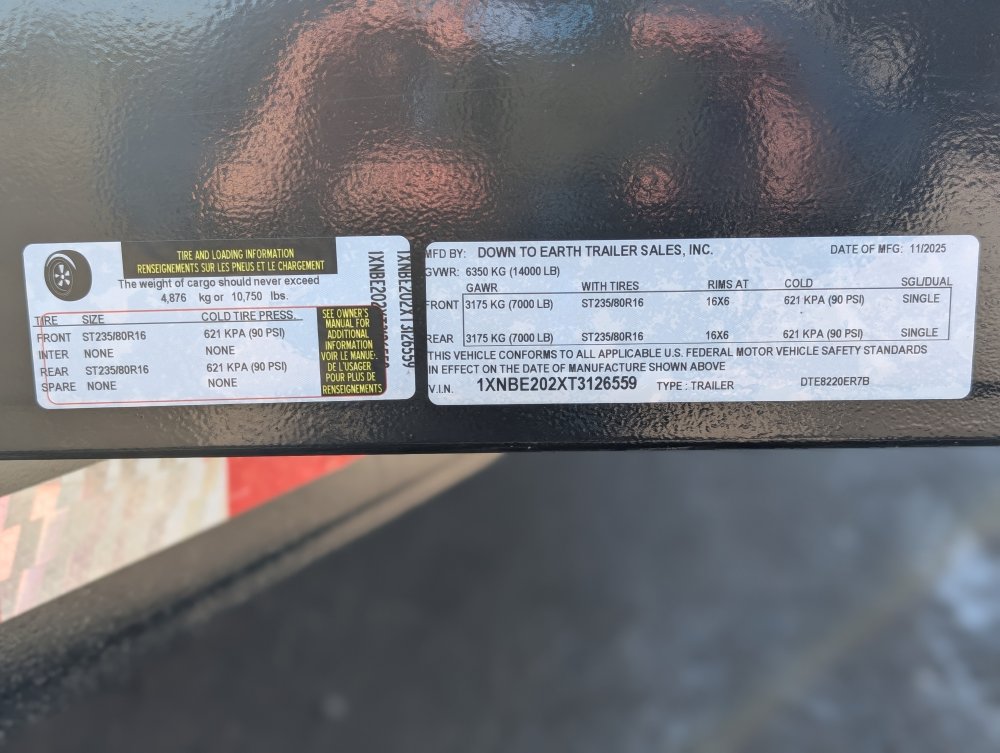 TIRE AND LOADING INFORMATION
RENSEIGNEMENTS SUR LES PNEUS ET LE CHARGEMENT
The weight of cargo should never exceed
4,876 kg or 10,750 lbs.
TIRE SIZE COLD TIRE PRESS.
FRONT ST235/80R16 621 KPA (90 PSI)
INTER NONE NONE
REAR ST235/80R16 621 KPA (90 PSI)
SPARE NONE NONE
SEE OWNER'S
MANUAL FOR
ADDITIONAL
INFORMATION
VOIR LE MANUEL
DE L'USAGER
POUR PLUS DE
RENSEIGNEMENTS
1XNBE202XT3126559
1XNBE202XT3126559
MFD BY: DOWN TO EARTH TRAILER SALES, INC. DATE OF MFG: 11/2025
GVWR: 6350 KG (14000 LB)
GAWR WITH TIRES RIMS AT COLD SGL/DUAL
FRONT 3175 KG (7000 LB) ST235/80R16 16X6 621 KPA (90 PSI) SINGLE
REAR 3175 KG (7000 LB) ST235/80R16 16X6 621 KPA (90 PSI) SINGLE
THIS VEHICLE CONFORMS TO ALL APPLICABLE U.S. FEDERAL MOTOR VEHICLE SAFETY STANDARDS
IN EFFECT ON THE DATE OF MANUFACTURE SHOWN ABOVE
V.I.N. 1XNBE202XT3126559 TYPE : TRAILER DTE8220ER7B